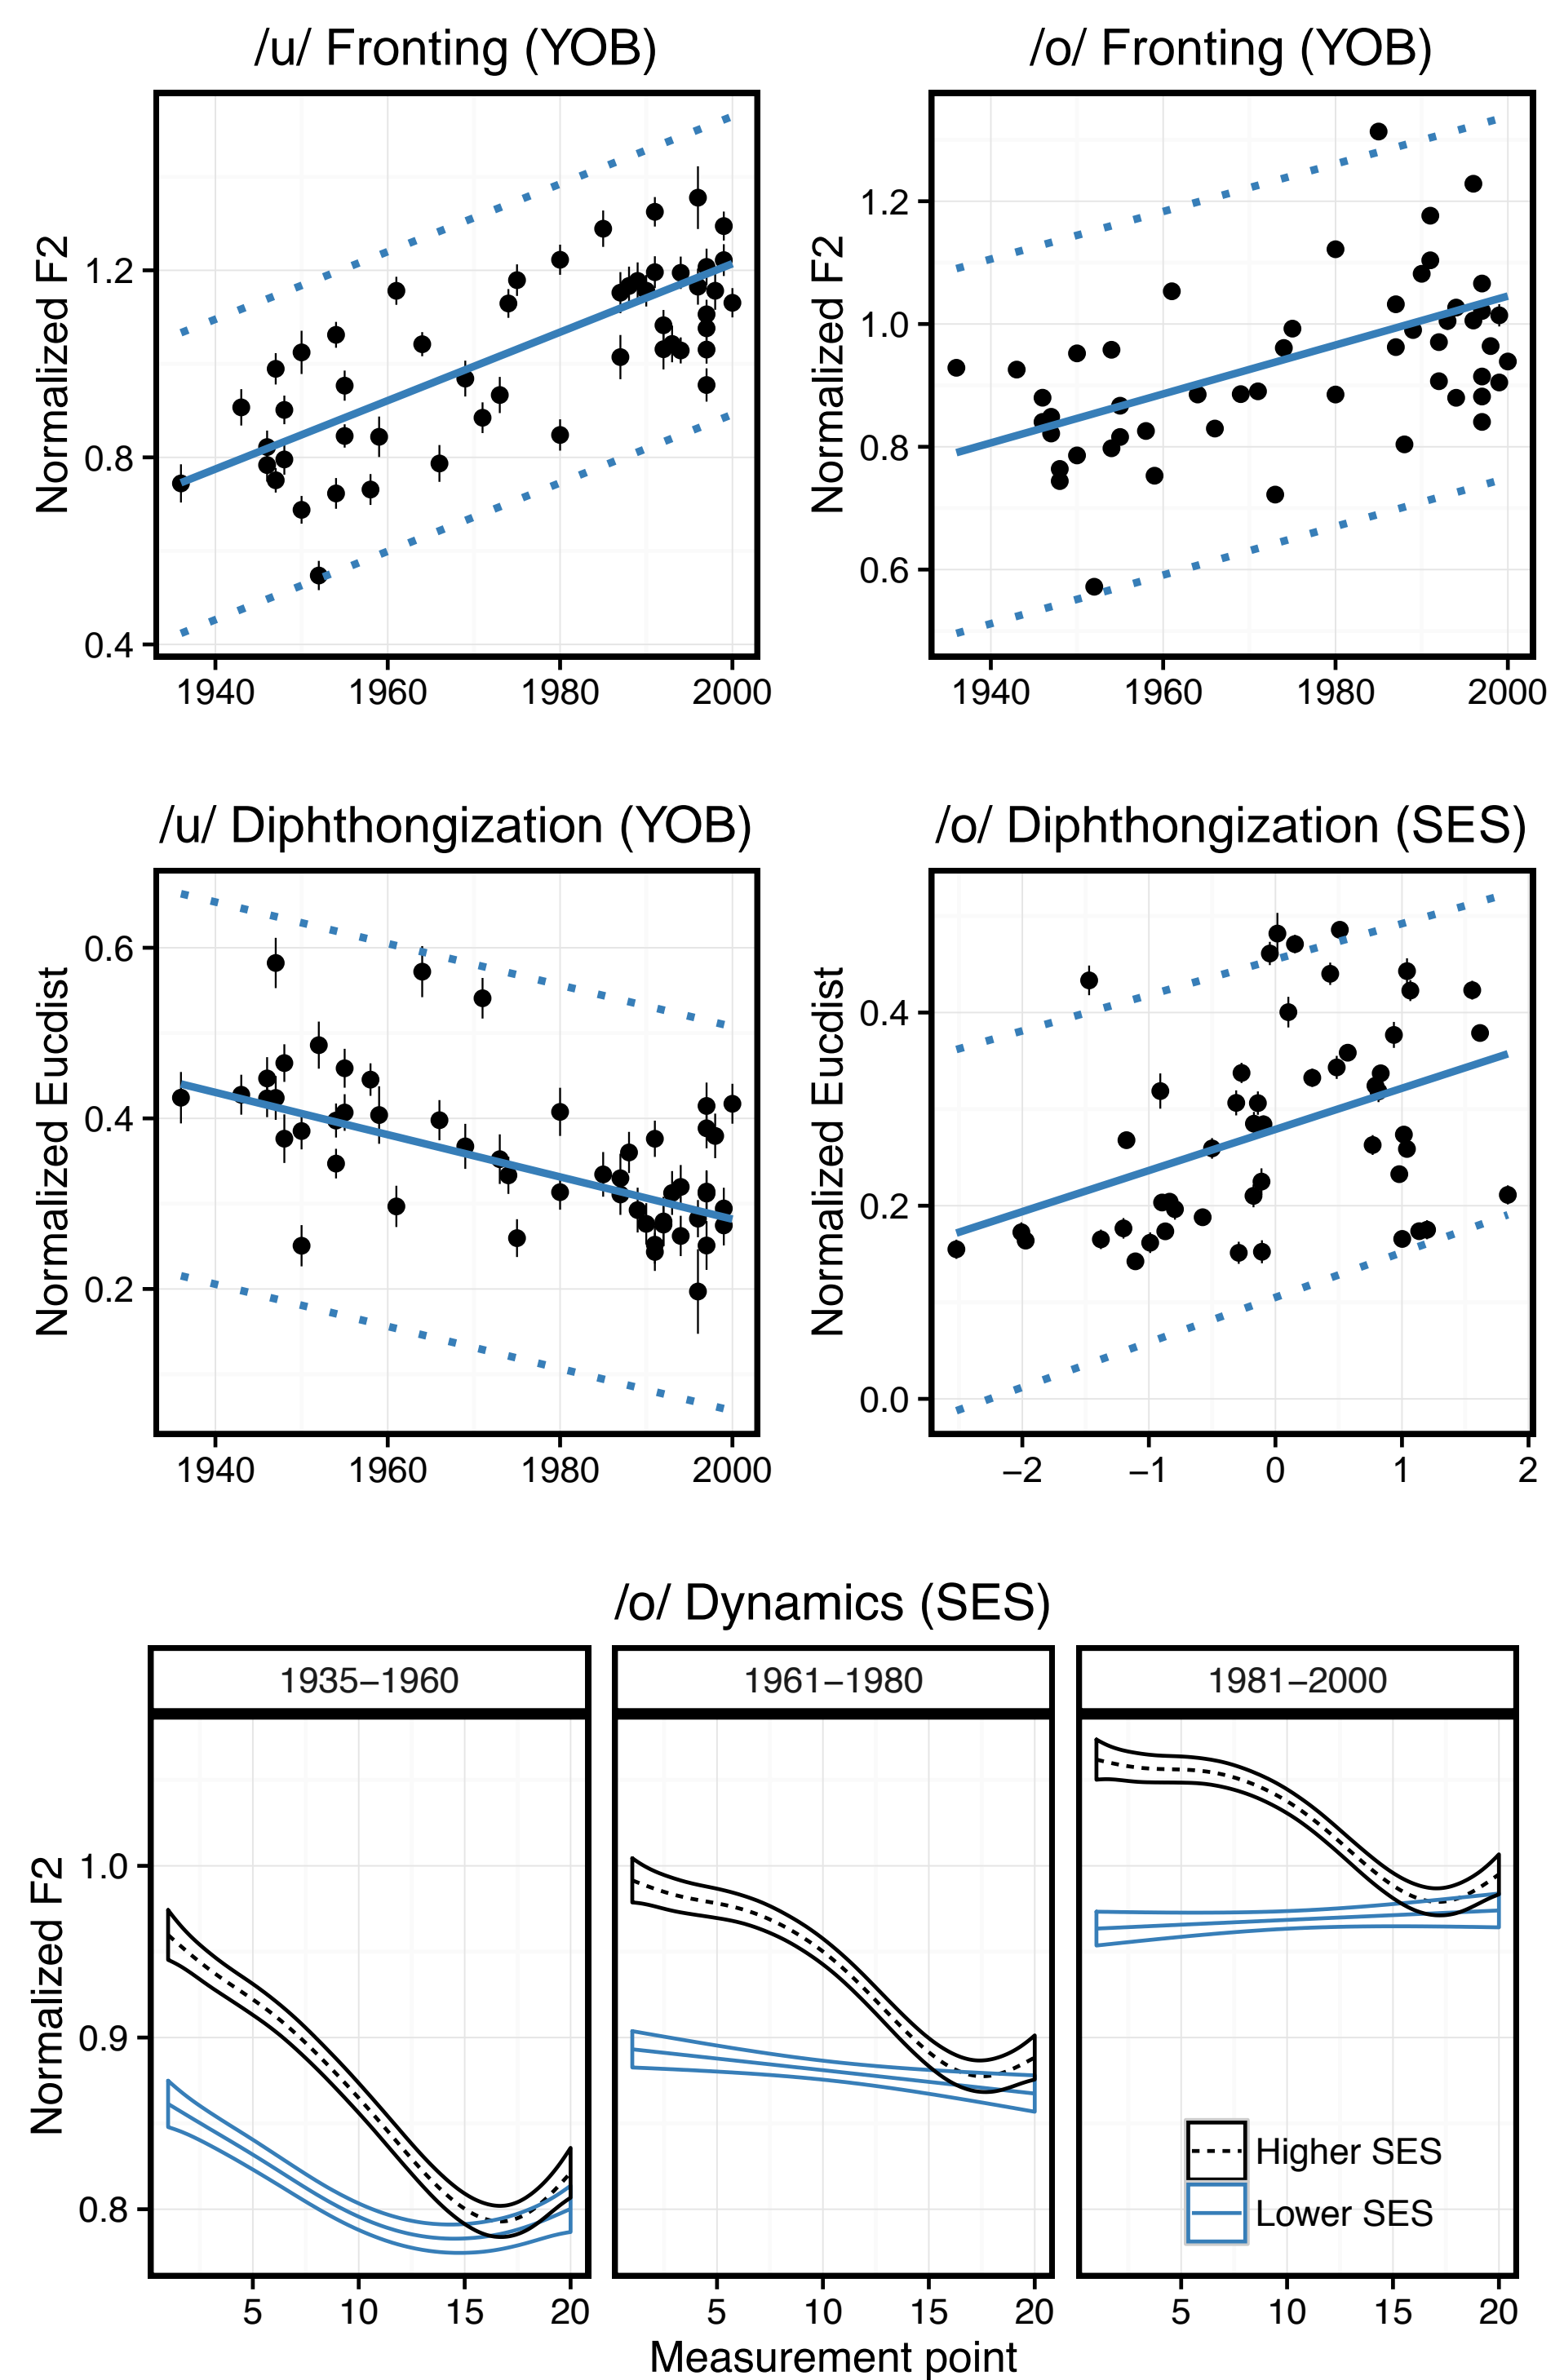 /u/ Fronting (YOB)
/o/ Fronting (YOB)
Normalized F2
1.2
0.8
0.4
1940 1960 1980 2000
Normalized F2
1.2
1.0
0.8
0.6
1940 1960 1980 2000
/u/ Diphthongization (YOB)
/o/ Diphthongization (SES)
Normalized Eucdist
0.6
0.4
0.2
1940 1960 1980 2000
Normalized Eucdist
0.4
0.2
0.0
−2 −1 0 1 2
/o/ Dynamics (SES)
1935−1960
1961−1980
1981−2000
Normalized F2
1.0
0.9
0.8
Higher SES
Lower SES
5 10 15 20
5 10 15 20
5 10 15 20
Measurement point